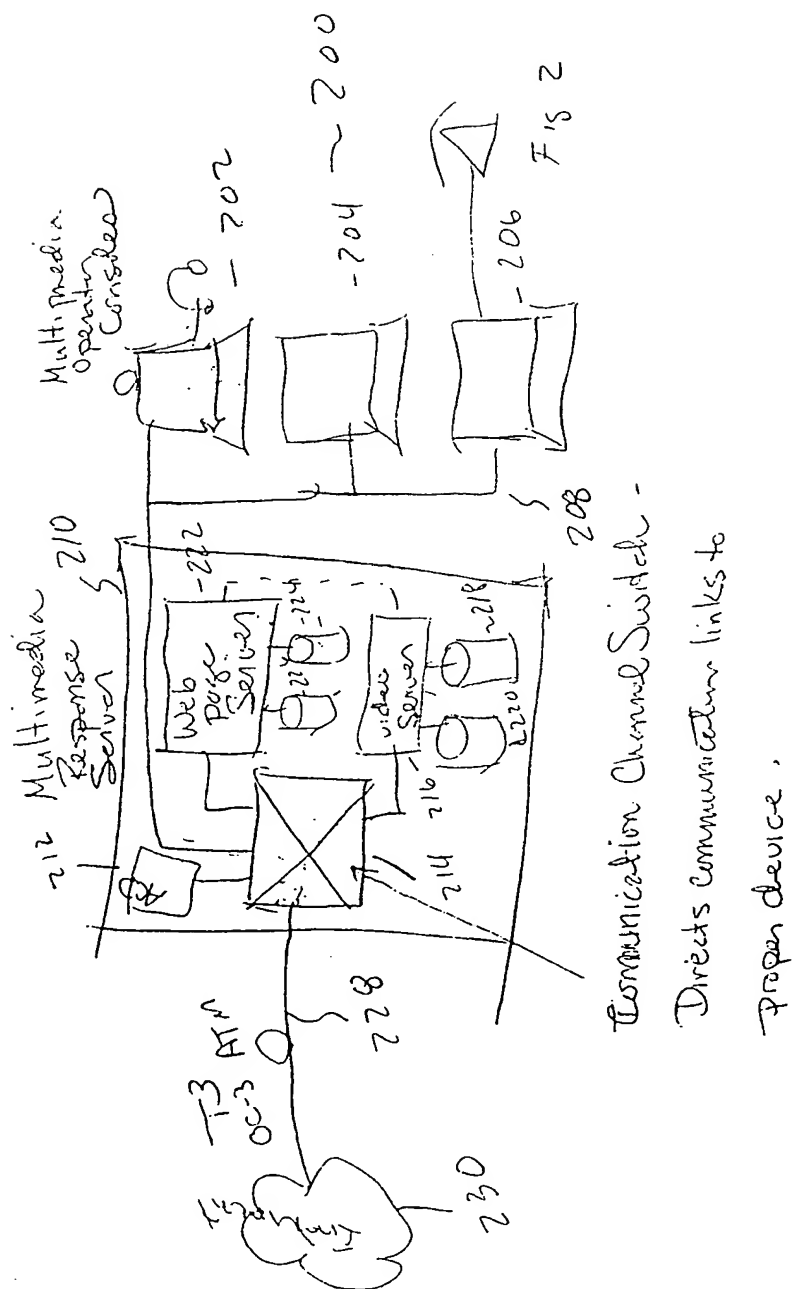 Multimedia
Operator
Consoles
- 202
- 204
~ 200
- 206
Fig 2
208
Multimedia
Response
Server
210
212
- 222
Web
Page
Server
- 224
video
Server
- 216
~ 218
220
214
T3
OC-3
ATM
228
230
Communication Channel Switch -
Directs communication links to
Proper device.